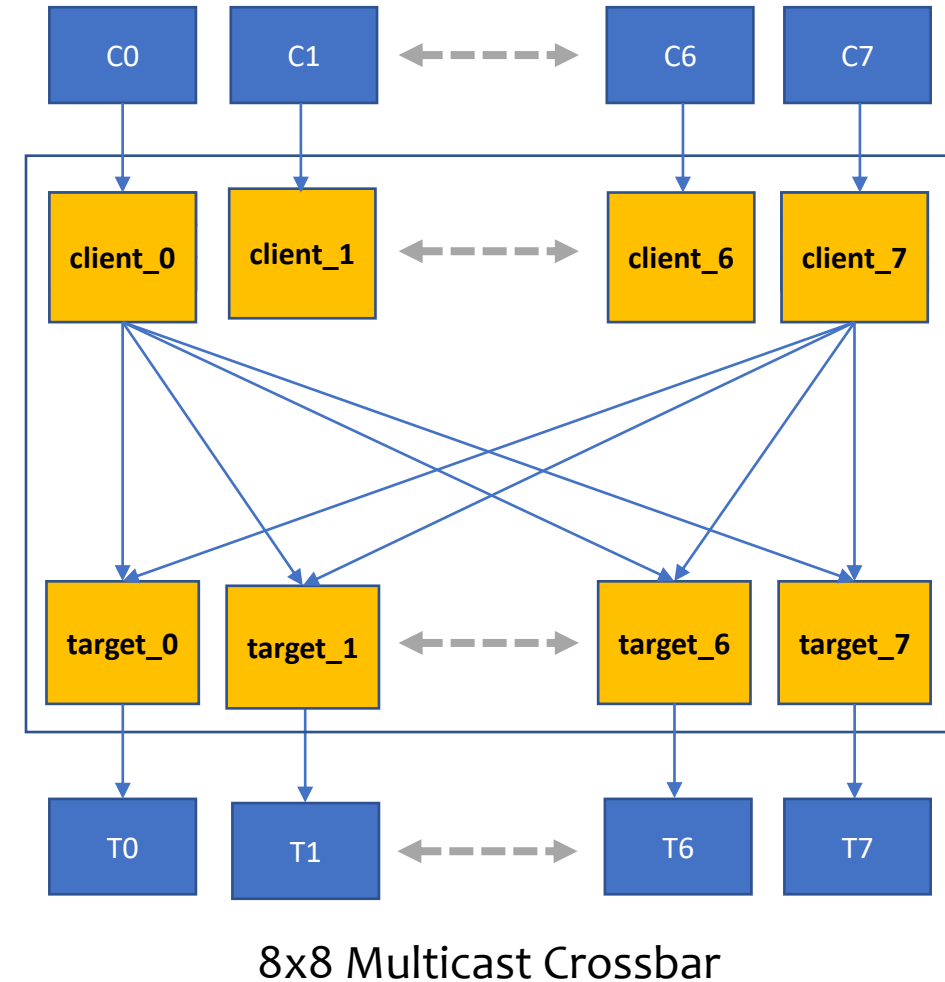 C0
C1
C6
C7
client_0
client_1
client_6
client_7
target_0
target_1
target_6
target_7
T0
T1
T6
T7
8x8 Multicast Crossbar